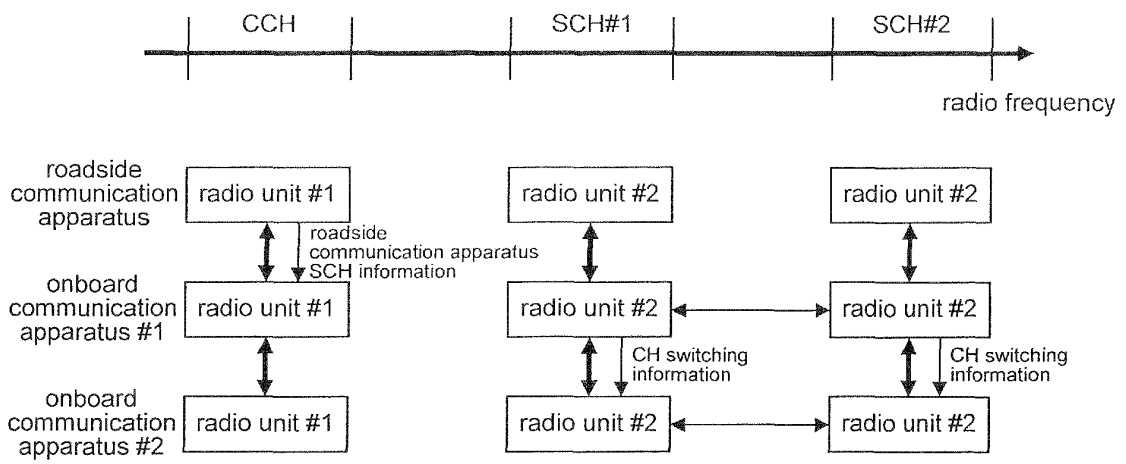 CCH
SCH#1
SCH#2
radio frequency
roadside
communication
apparatus
radio unit #1
radio unit #2
radio unit #2
roadside
communication apparatus
SCH information
onboard
communication
apparatus #1
radio unit #1
radio unit #2
radio unit #2
CH switching
information
CH switching
information
onboard
communication
apparatus #2
radio unit #1
radio unit #2
radio unit #2